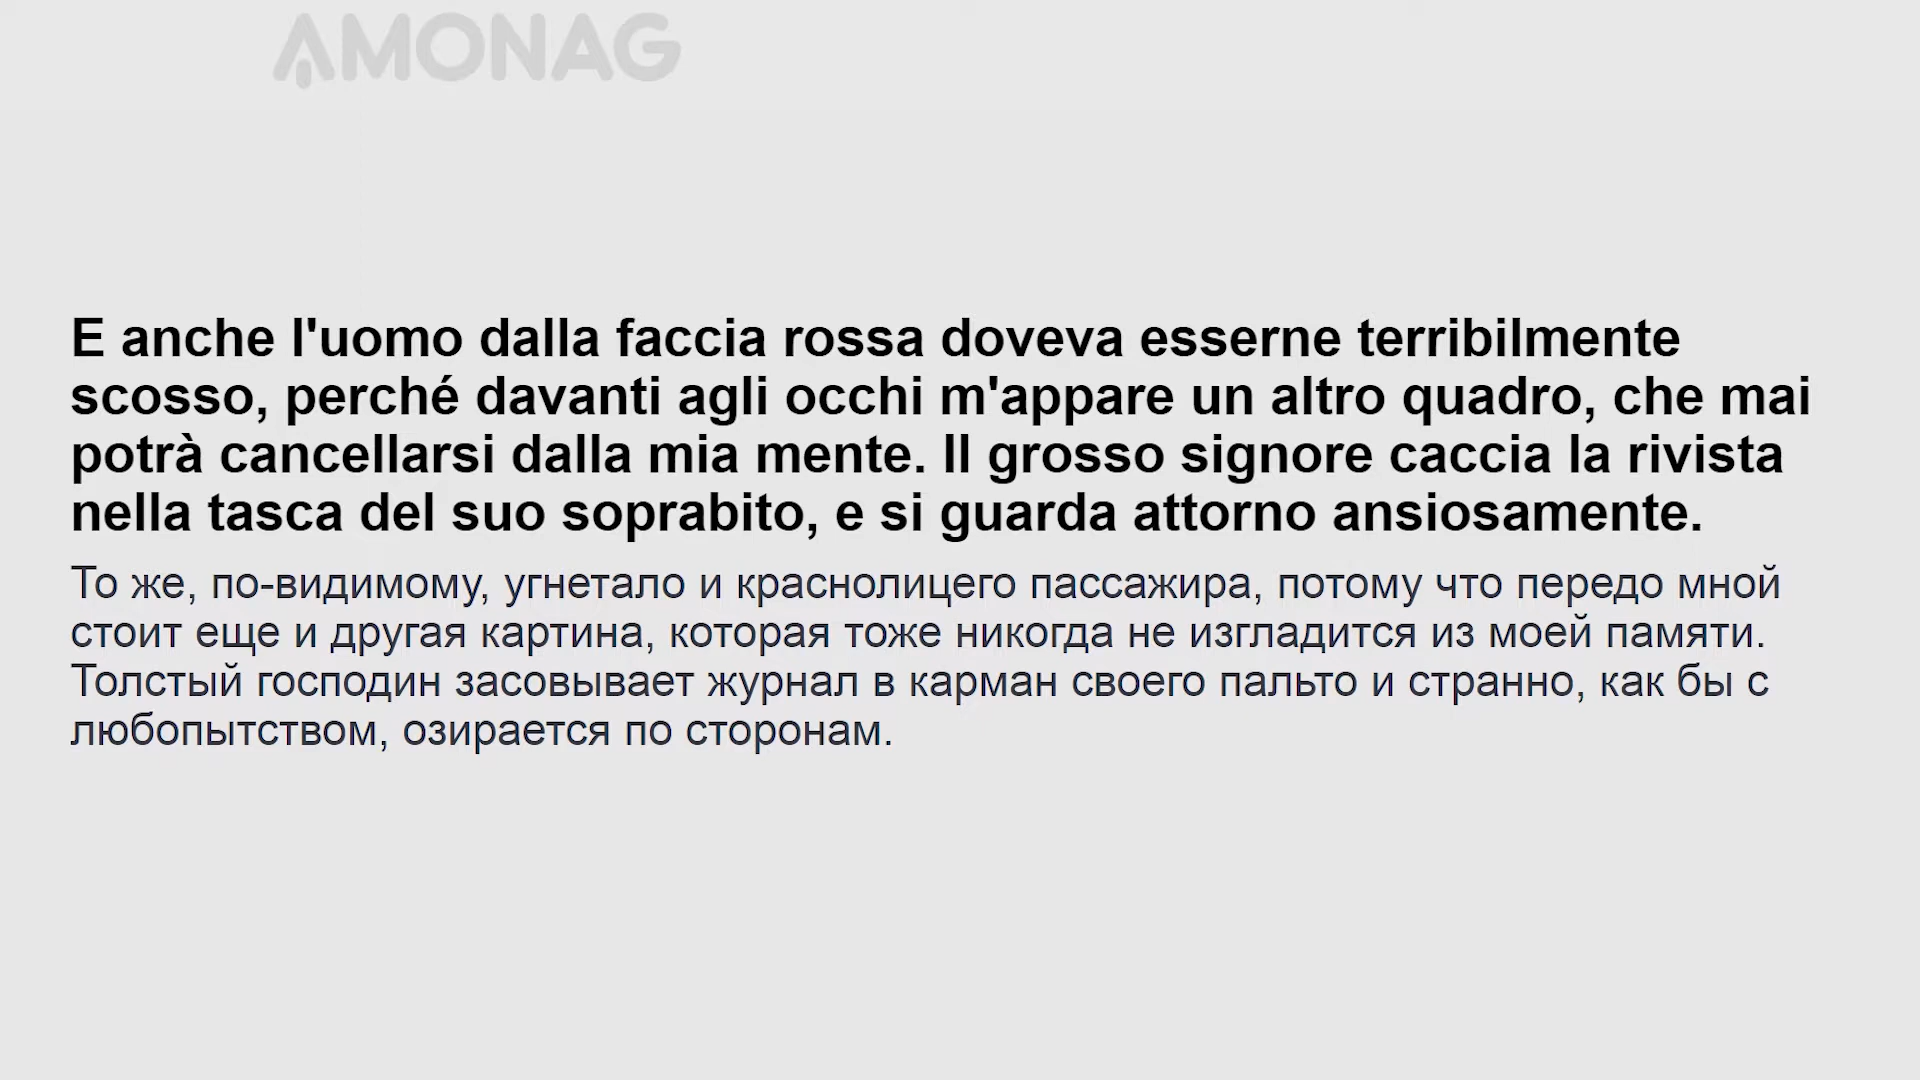 AMONAG
E anche l'uomo dalla faccia rossa doveva esserne terribilmente
scosso, perché davanti agli occhi m'appare un altro quadro, che mai
potrà cancellarsi dalla mia mente. Il grosso signore caccia la rivista
nella tasca del suo soprabito, e si guarda attorno ansiosamente.
То же, по-видимому, угнетало и краснолицего пассажира, потому что передо мной
стоит еще и другая картина, которая тоже никогда не изгладится из моей памяти.
Толстый господин засовывает журнал в карман своего пальто и странно, как бы с
любопытством, озирается по сторонам.